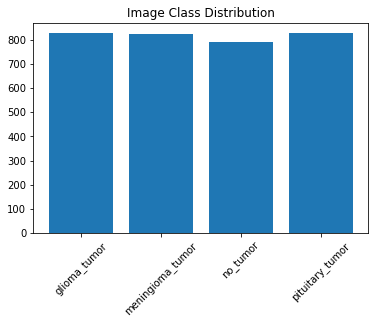 Image Class Distribution
800
700
600
500
400
300
200
100
0
glioma_tumor
meningioma_tumor
no_tumor
pituitary_tumor